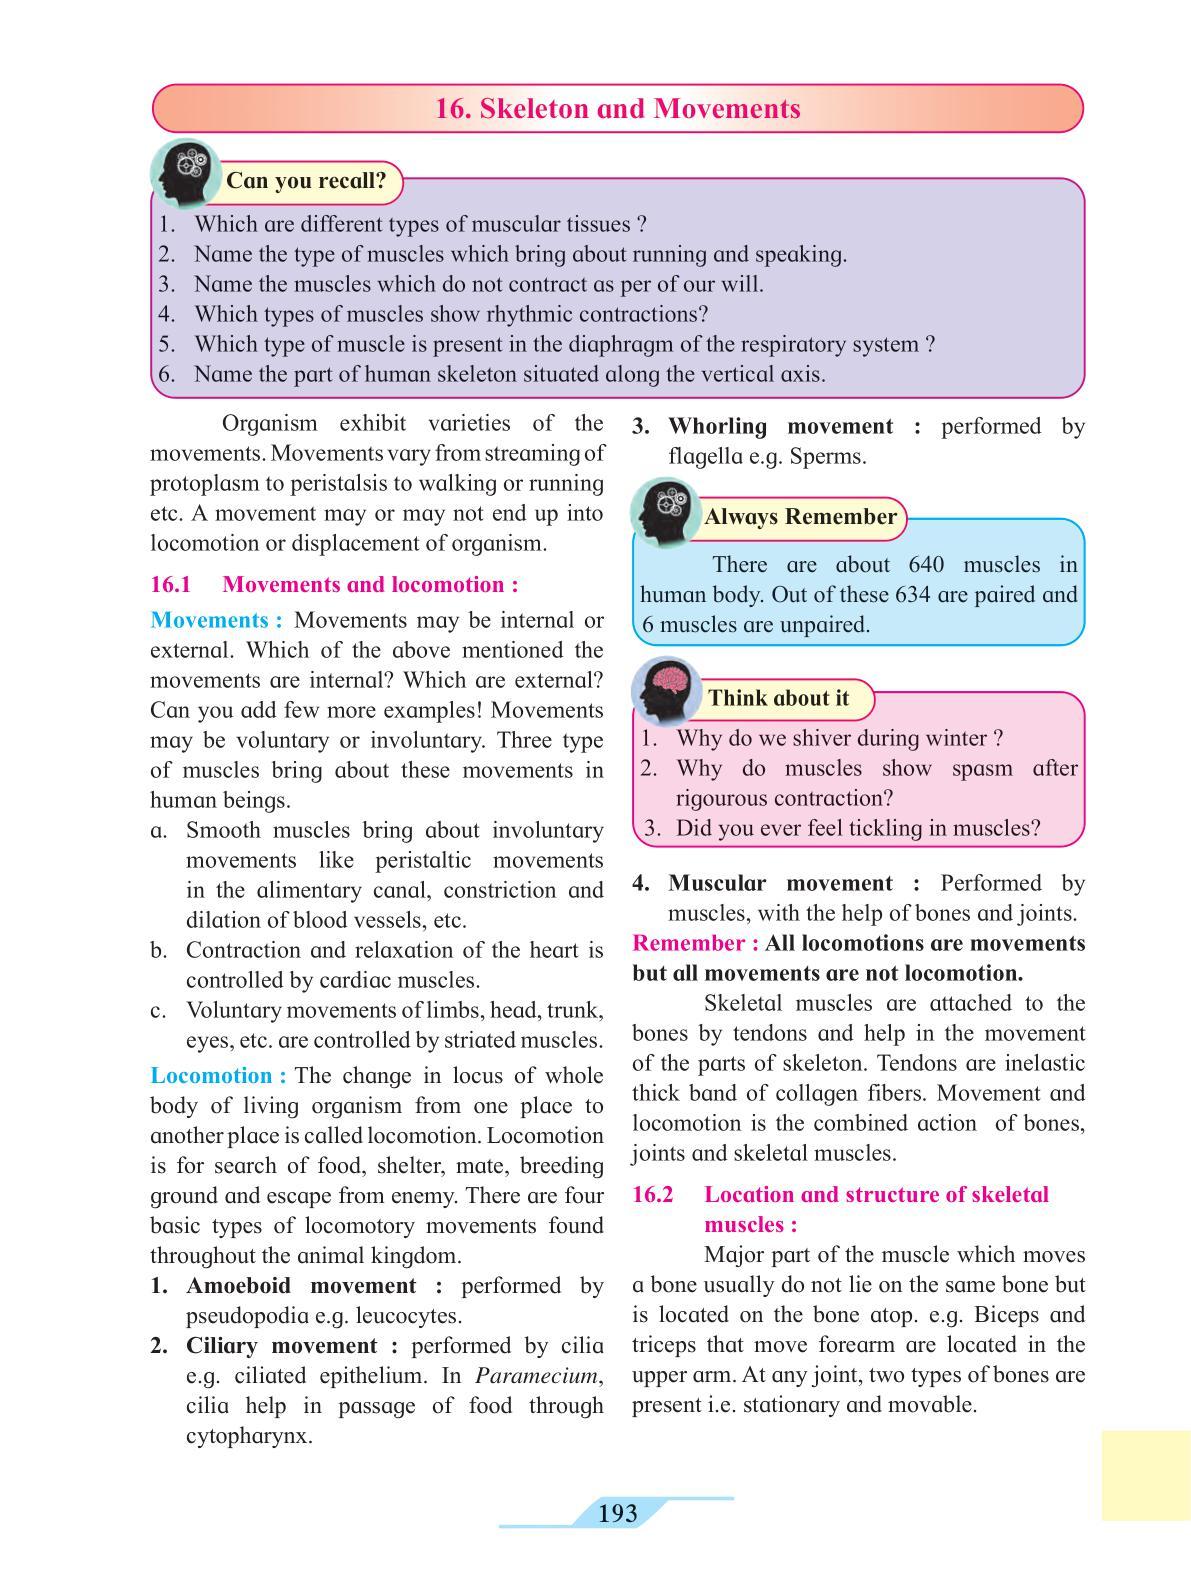 16. Skeleton and Movements
Can you recall?
1. Which are different types of muscular tissues ?
2. Name the type of muscles which bring about running and speaking.
3. Name the muscles which do not contract as per of our will.
4. Which types of muscles show rhythmic contractions?
5. Which type of muscle is present in the diaphragm of the respiratory system ?
6. Name the part of human skeleton situated along the vertical axis.
Organism exhibit varieties of the
movements. Movements vary from streaming of
protoplasm to peristalsis to walking or running
etc. A movement may or may not end up into
locomotion or displacement of organism.
16.1 Movements and locomotion :
Movements : Movements may be internal or
external. Which of the above mentioned the
movements are internal? Which are external?
Can you add few more examples! Movements
may be voluntary or involuntary. Three type
of muscles bring about these movements in
human beings.
a. Smooth muscles bring about involuntary
movements like peristaltic movements
in the alimentary canal, constriction and
dilation of blood vessels, etc.
b. Contraction and relaxation of the heart is
controlled by cardiac muscles.
c. Voluntary movements of limbs, head, trunk,
eyes, etc. are controlled by striated muscles.
Locomotion : The change in locus of whole
body of living organism from one place to
another place is called locomotion. Locomotion
is for search of food, shelter, mate, breeding
ground and escape from enemy. There are four
basic types of locomotory movements found
throughout the animal kingdom.
1. Amoeboid movement : performed by
pseudopodia e.g. leucocytes.
2. Ciliary movement : performed by cilia
e.g. ciliated epithelium. In Paramecium,
cilia help in passage of food through
cytopharynx.
3. Whorling movement : performed by
flagella e.g. Sperms.
Always Remember
There are about 640 muscles in
human body. Out of these 634 are paired and
6 muscles are unpaired.
Think about it
1. Why do we shiver during winter ?
2. Why do muscles show spasm after
rigourous contraction?
3. Did you ever feel tickling in muscles?
4. Muscular movement : Performed by
muscles, with the help of bones and joints.
Remember : All locomotions are movements
but all movements are not locomotion.
Skeletal muscles are attached to the
bones by tendons and help in the movement
of the parts of skeleton. Tendons are inelastic
thick band of collagen fibers. Movement and
locomotion is the combined action of bones,
joints and skeletal muscles.
16.2 Location and structure of skeletal
muscles :
Major part of the muscle which moves
a bone usually do not lie on the same bone but
is located on the bone atop. e.g. Biceps and
triceps that move forearm are located in the
upper arm. At any joint, two types of bones are
present i.e. stationary and movable.
193